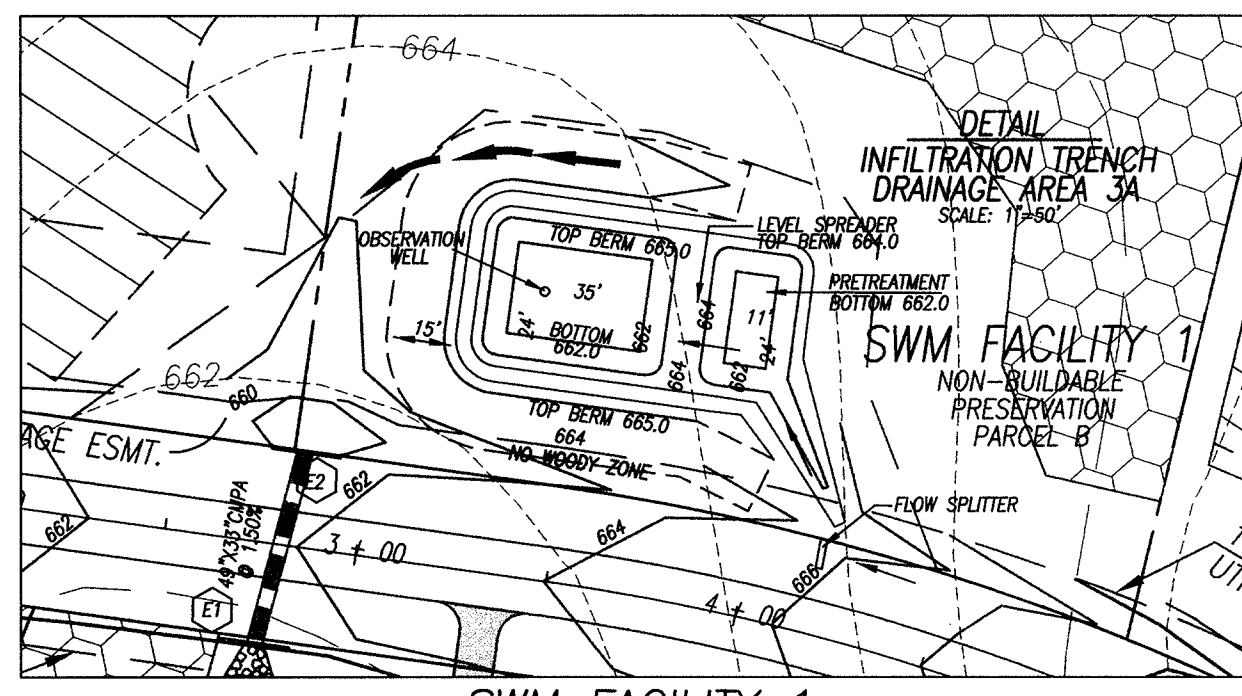 664
DETAIL
INFILTRATION TRENCH
DRAINAGE AREA 3A
SCALE: 1"=50'
LEVEL SPREADER
TOP BERM 664.0
OBSERVATION
WELL
TOP BERM 665.0
35'
24'
BOTTOM
662.0
662
15'
664
11'
24'
662
664
PRETREATMENT
BOTTOM 662.0
SWM FACILITY 1
NON-BUILDABLE
PRESERVATION
PARCEL B
662
660
TOP BERM 665.0
664
NO WOODY ZONE
AGE ESMT.
E2
662
662
49"X33"CMPA
@ 1.50%
3 + 00
664
FLOW SPLITTER
666
4 + 00
E1
SWM FACILITY 1